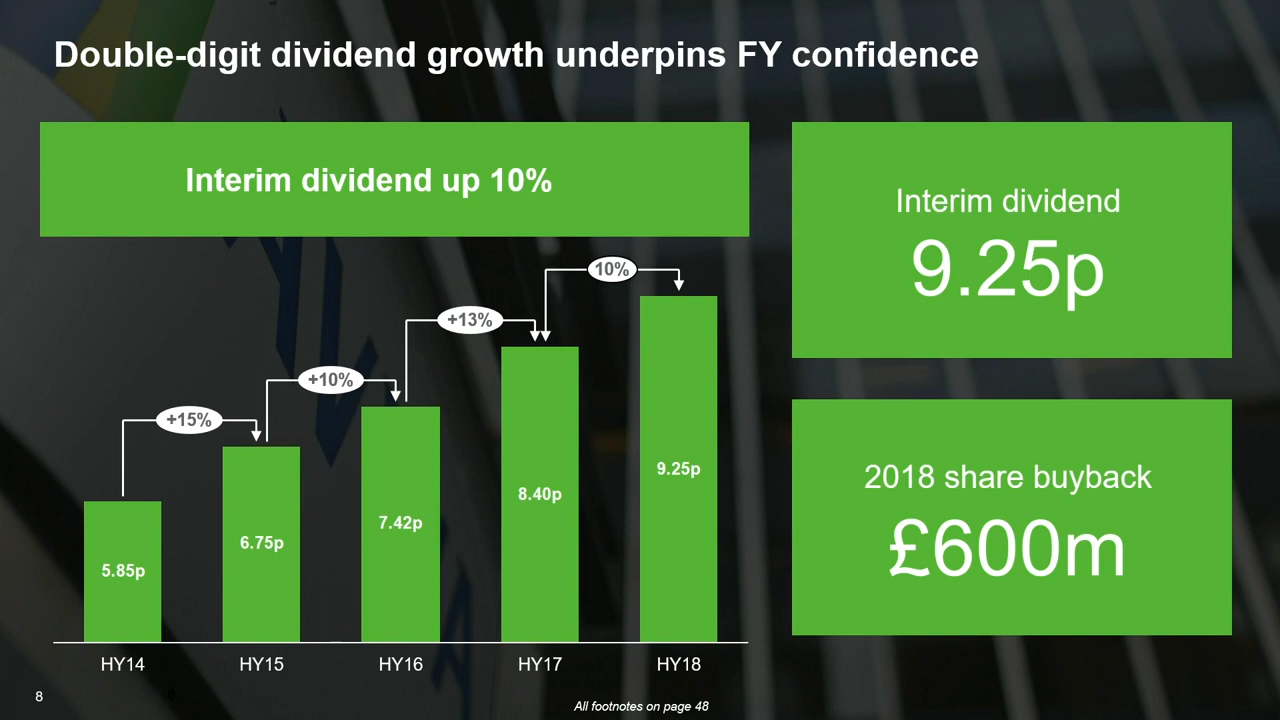 Double-digit dividend growth underpins FY confidence
Interim dividend up 10%
10%
+13%
+10%
+15%
5.85p
6.75p
7.42p
8.40p
9.25p
HY14
HY15
HY16
HY17
HY18
Interim dividend
9.25p
2018 share buyback
£600m
8
All footnotes on page 48